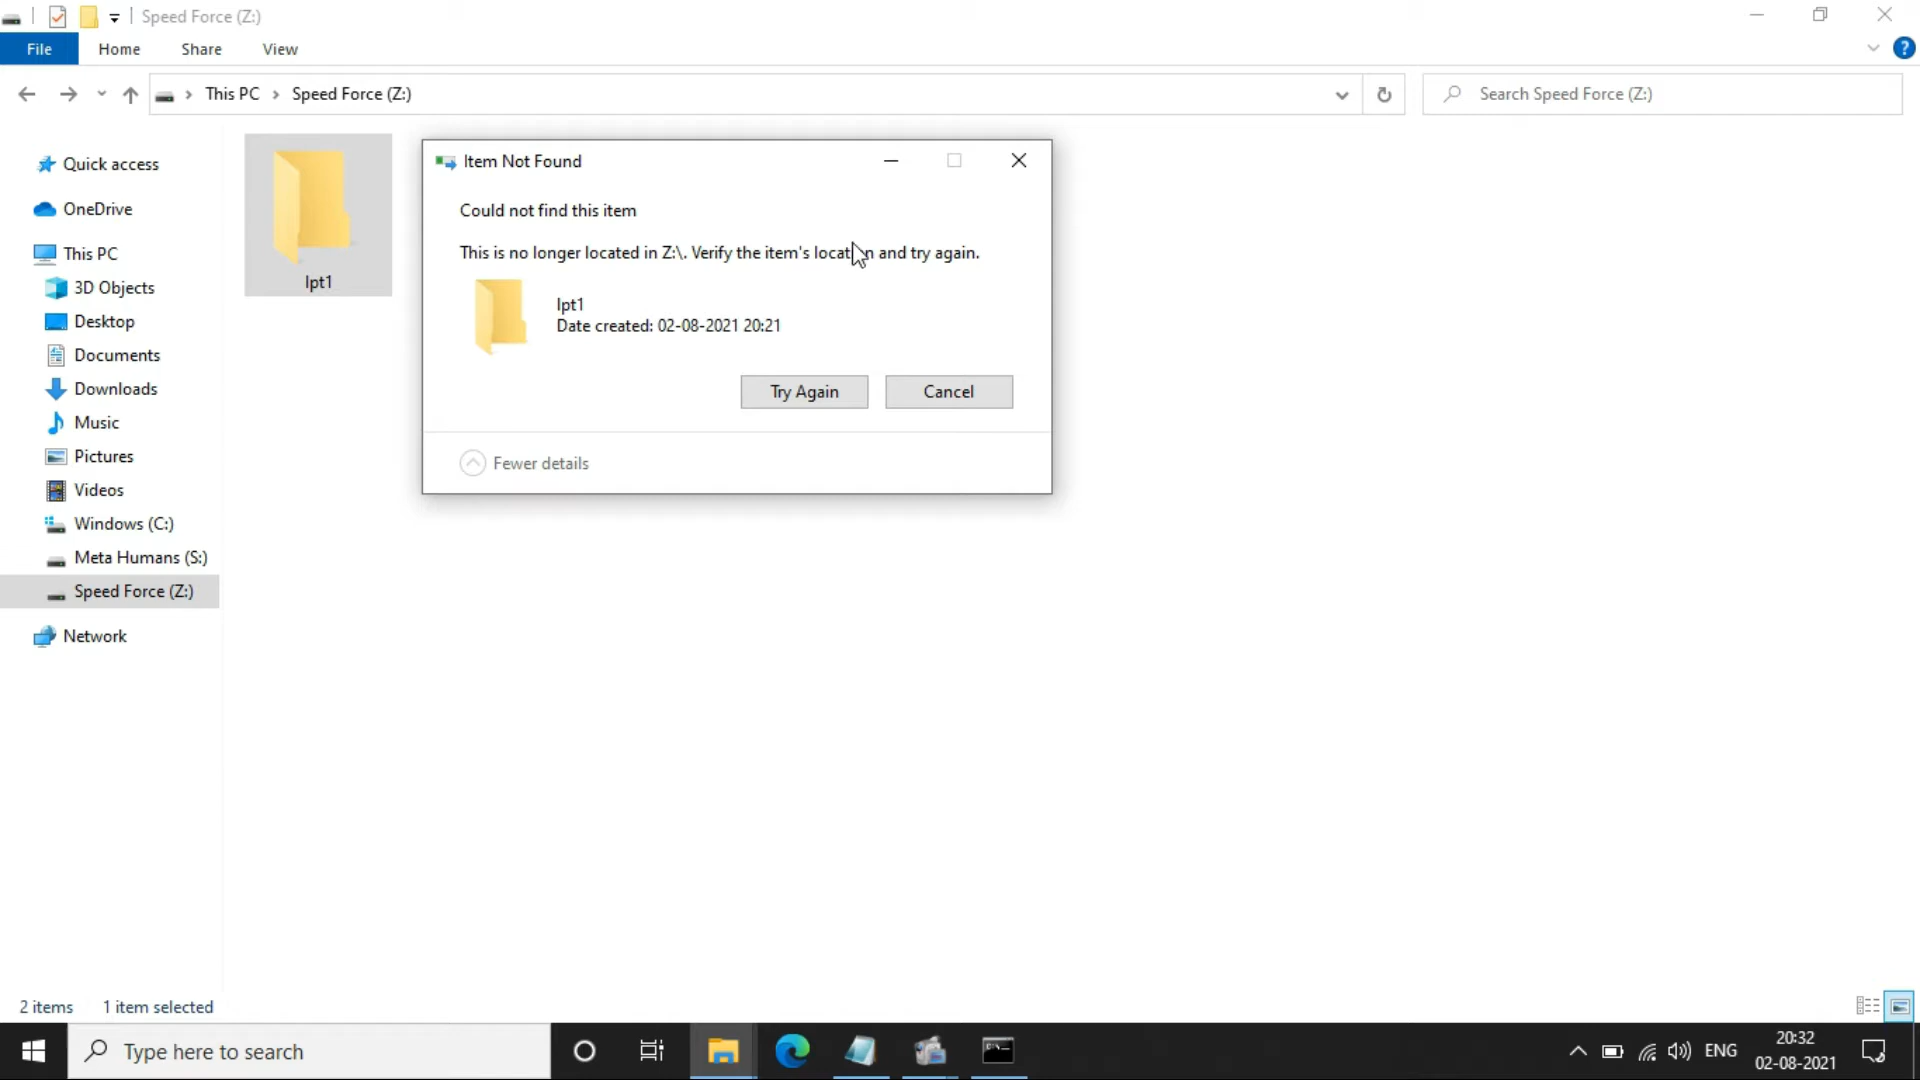 Speed Force (Z:)
File Home Share View
This PC > Speed Force (Z:)
Search Speed Force (Z:)
Quick access
OneDrive
This PC
3D Objects
Desktop
Documents
Downloads
Music
Pictures
Videos
Windows (C:)
Meta Humans (S:)
Speed Force (Z:)
Network
lpt1
Item Not Found
Could not find this item
This is no longer located in Z:\. Verify the item's location and try again.
lpt1
Date created: 02-08-2021 20:21
Try Again Cancel
Fewer details
2 items 1 item selected
Type here to search
ENG
20:32
02-08-2021